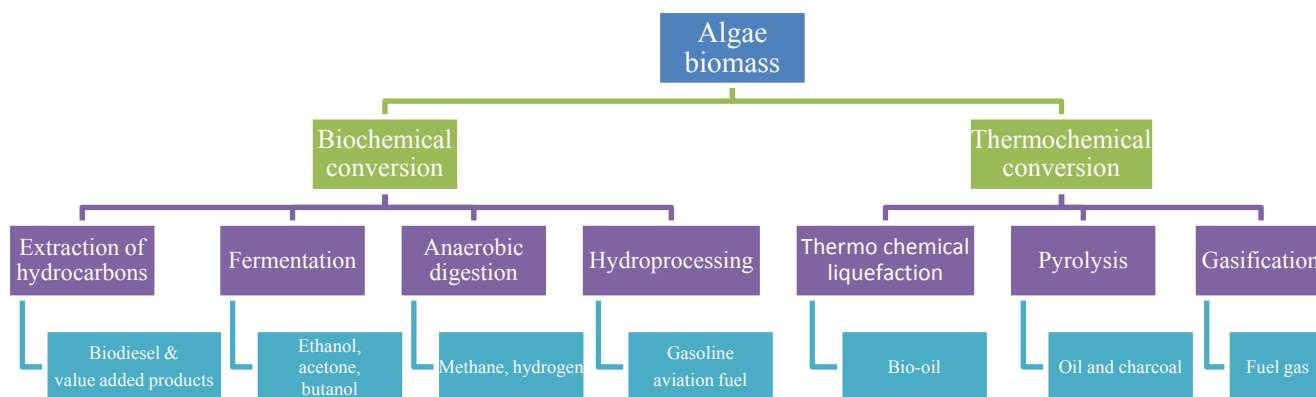 Algae
biomass
Biochemical
conversion
Thermochemical
conversion
Extraction of
hydrocarbons
Fermentation
Anaerobic
digestion
Hydroprocessing
Thermo chemical
liquefaction
Pyrolysis
Gasification
Biodiesel &
value added products
Ethanol,
acetone,
butanol
Methane, hydrogen
Gasoline
aviation fuel
Bio-oil
Oil and charcoal
Fuel gas